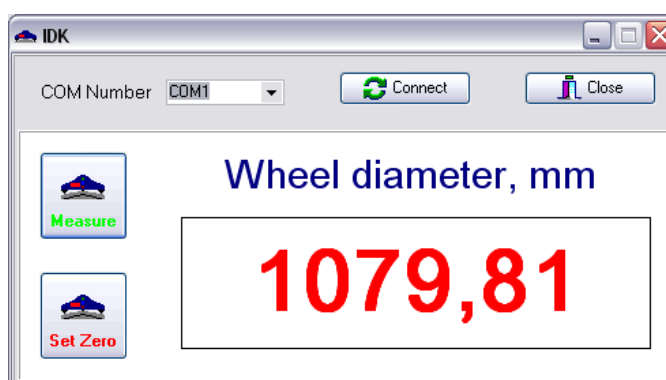 IDK
COM Number COM1 Connect Close
Wheel diameter, mm
Measure
1079,81
Set Zero